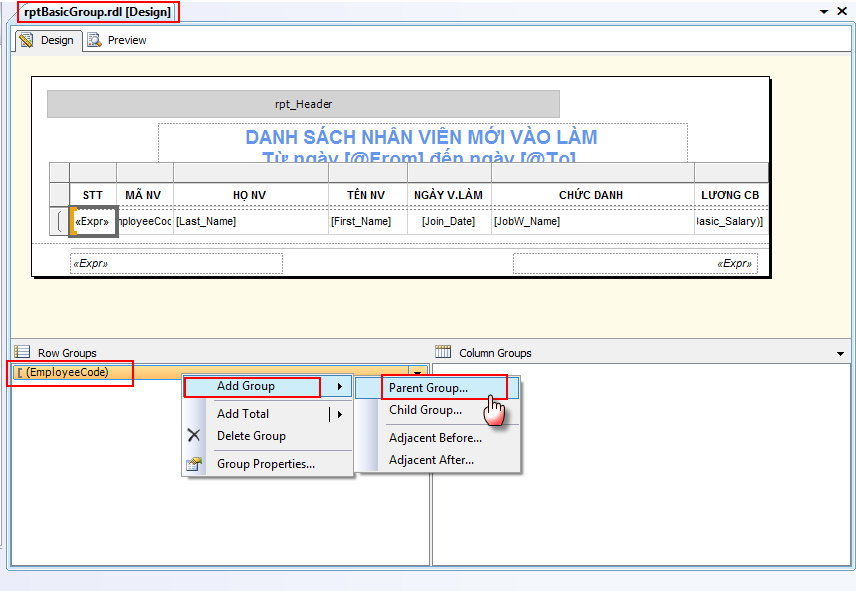 rptBasicGroup.rdl [Design]
Design Preview
rpt_Header
DANH SÁCH NHÂN VIÊN MỚI VÀO LÀM
Từ ngày [@From] đến ngày [@To]
STT MÃ NV HỌ NV TÊN NV NGÀY V.LÀM CHỨC DANH LƯƠNG CB
«Expr» mployeeCod [Last_Name] [First_Name] [Join_Date] [JobW_Name] Basic_Salary)]
«Expr» «Expr»
Row Groups Column Groups
(EmployeeCode)
Add Group
Add Total
Delete Group
Group Properties...
Parent Group...
Child Group...
Adjacent Before...
Adjacent After...